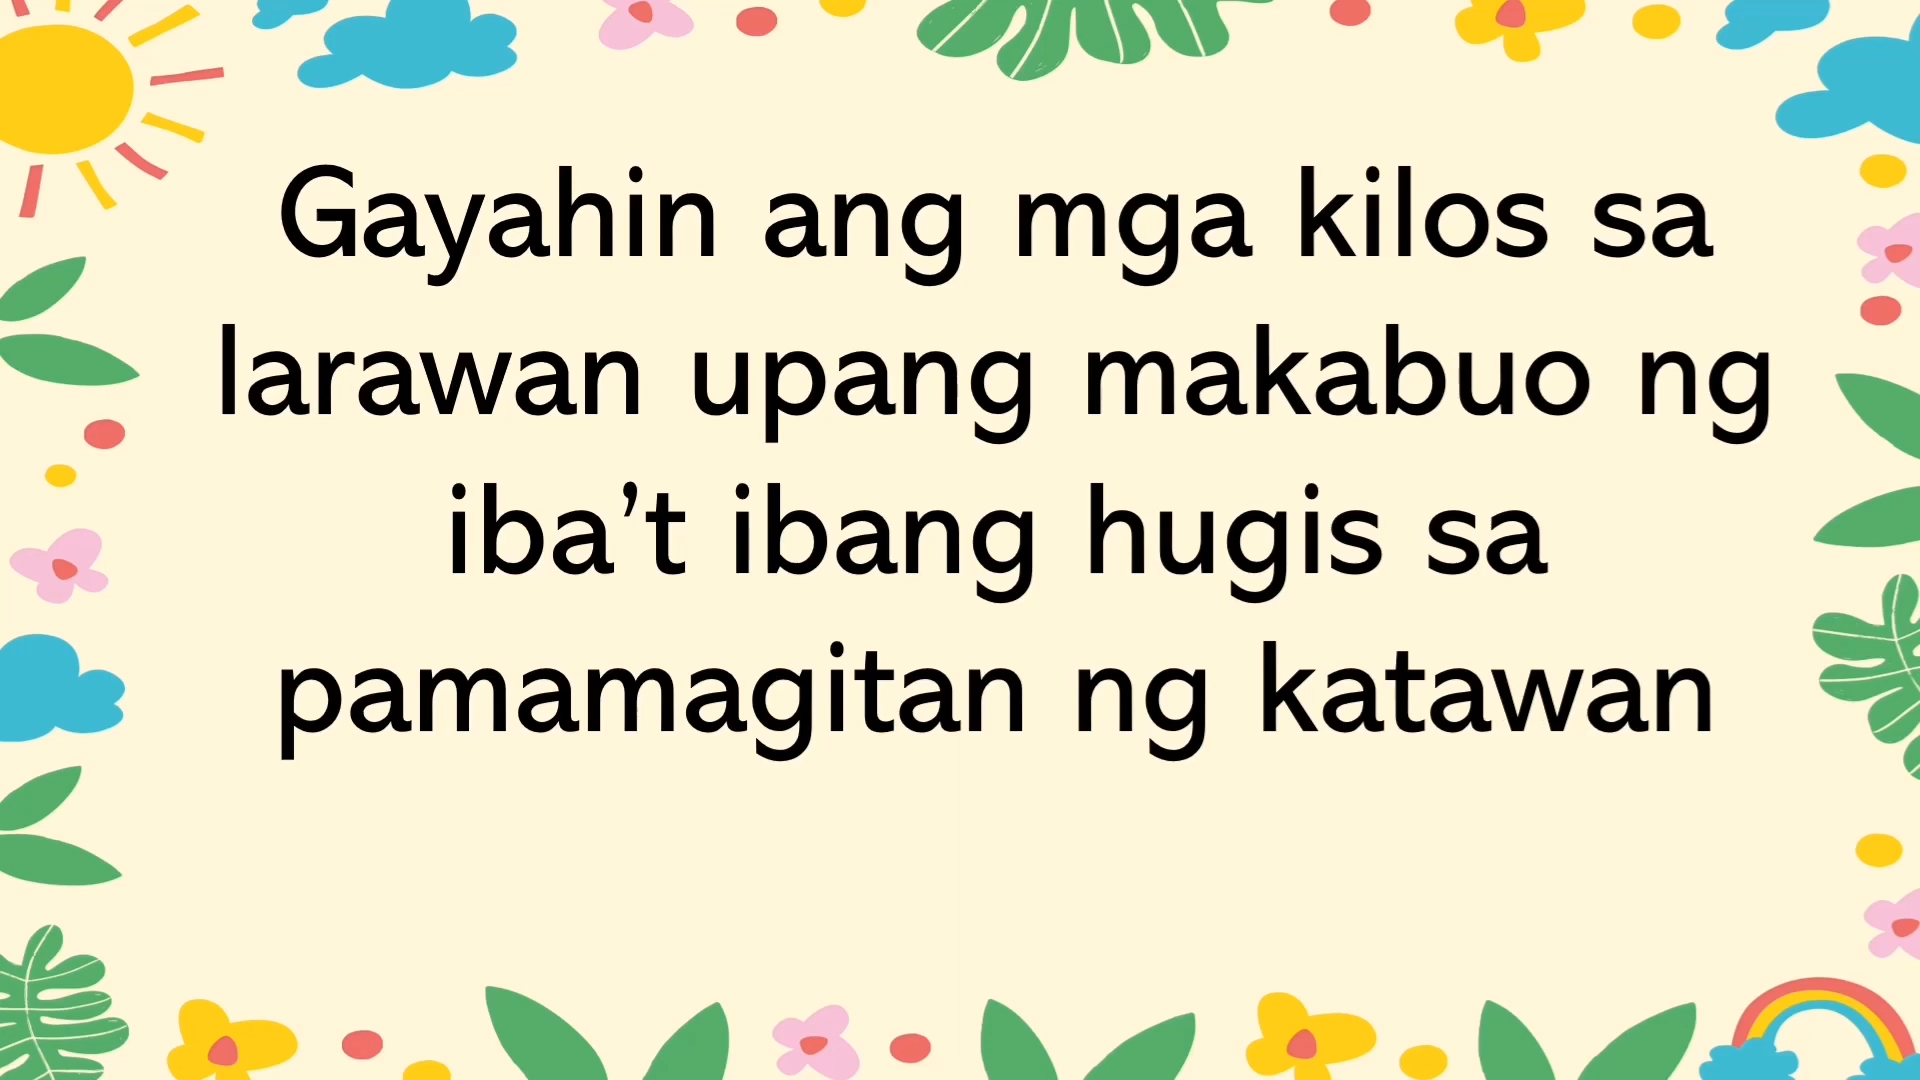 Gayahin ang mga kilos sa
larawan upang makabuo ng
iba’t ibang hugis sa
pamamagitan ng katawan